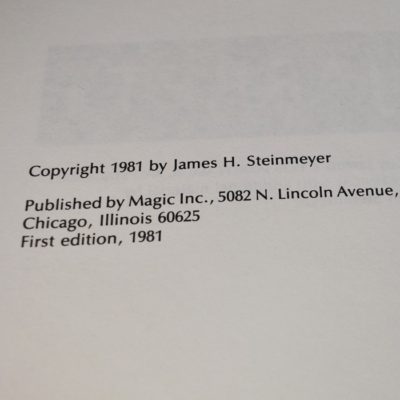 Copyright 1981 by James H. Steinmeyer
Published by Magic Inc., 5082 N. Lincoln Avenue,
Chicago, Illinois 60625
First edition, 1981